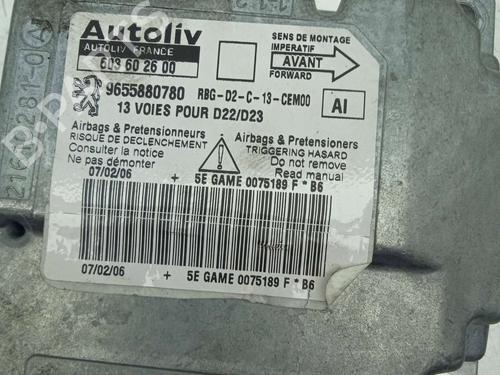 Autoliv
AUTOLIV FRANCE
603 60 26 00
SENS DE MONTAGE
IMPERATIF
AVANT
FORWARD
9655880780 RBG-D2-C-13-CEM00
13 VOIES POUR D22/D23
AI
Airbags & Pretensionneurs
RISQUE DE DECLENCHEMENT
Consulter la notice
Ne pas démonter
Airbags & Pretensioners
TRIGGERING HASARD
Do not remove
Read manual
07/02/06 + 5E GAME 0075189 F * B6
07/02/06 + 5E GAME 0075189 F * B6